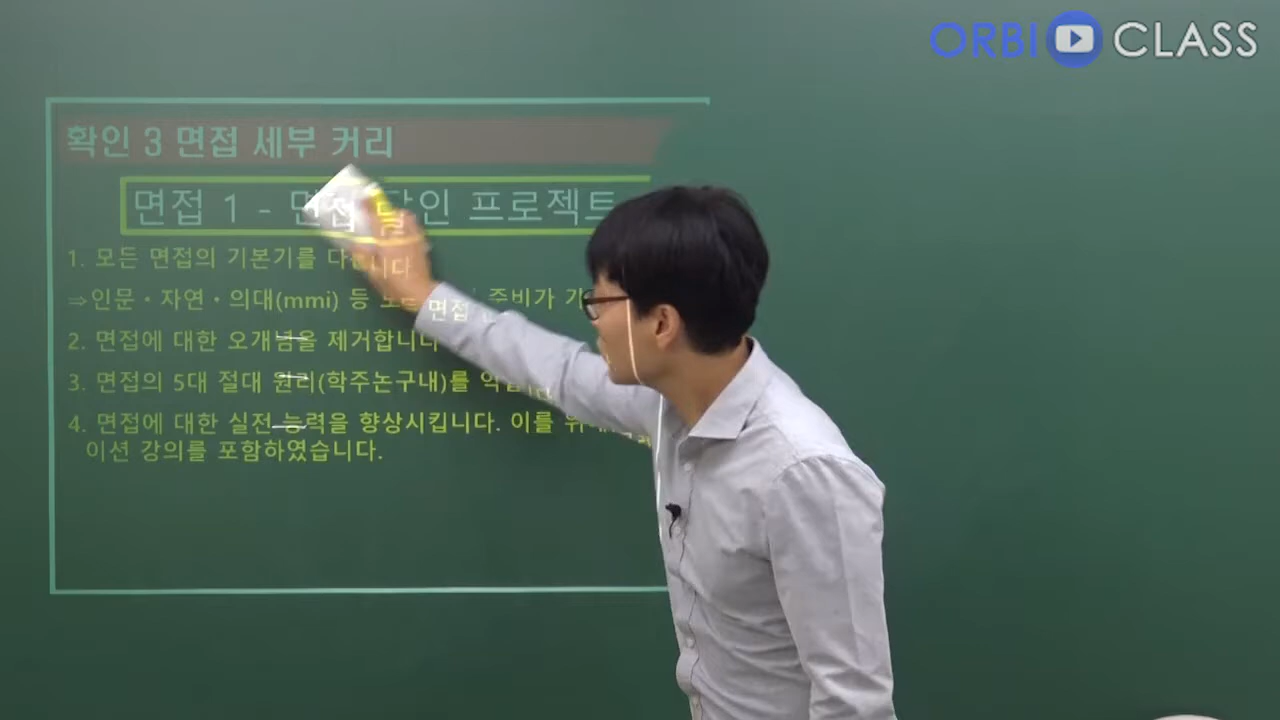 ORBI CLASS
확인 3 면접 세부 커리
면접 1 - 면접 달인 프로젝트
1. 모든 면접의 기본기를
⇒인문・자연・의대(mmi) 등 면접 준비가
2. 면접에 대한 오개념을 제거합니다
3. 면접의 5대 절대 원리(학주논구내)를
4. 면접에 대한 실전 능력을 향상시킵니다. 이를
이션 강의를 포함하였습니다.